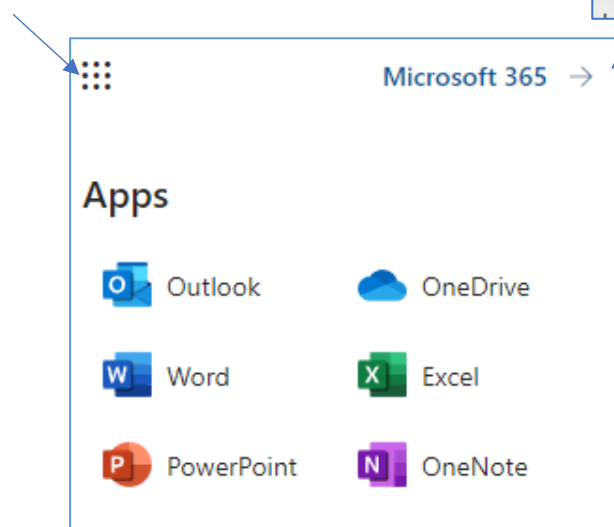 Microsoft 365 →
Apps
Outlook OneDrive
Word Excel
PowerPoint OneNote